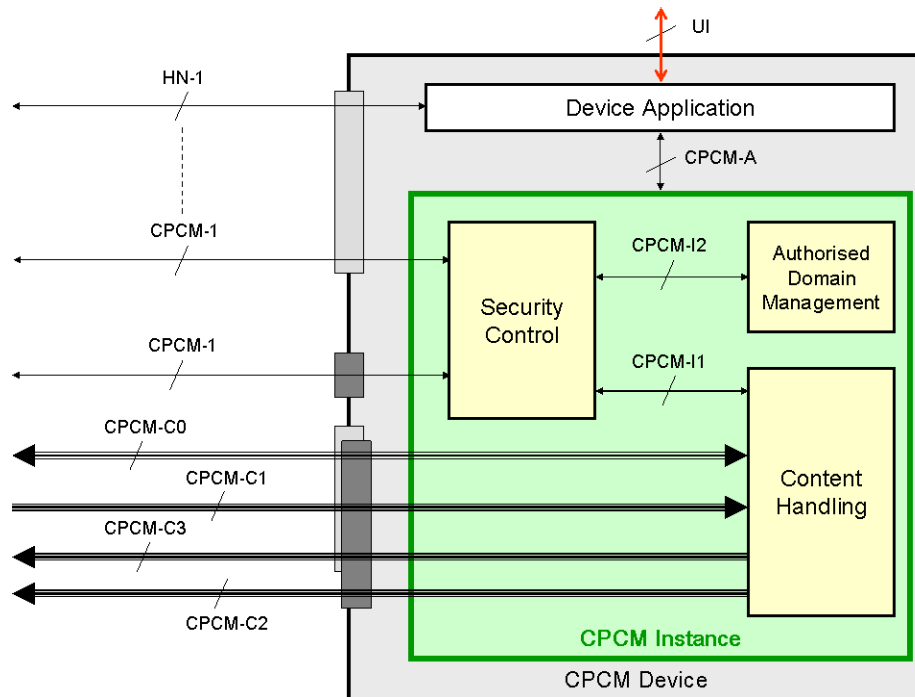 UI
HN-1
Device Application
CPCM-A
CPCM-1
CPCM-I2
Authorised
Domain
Management
Security
Control
CPCM-1
CPCM-I1
CPCM-C0
CPCM-C1
Content
Handling
CPCM-C3
CPCM-C2
CPCM Instance
CPCM Device